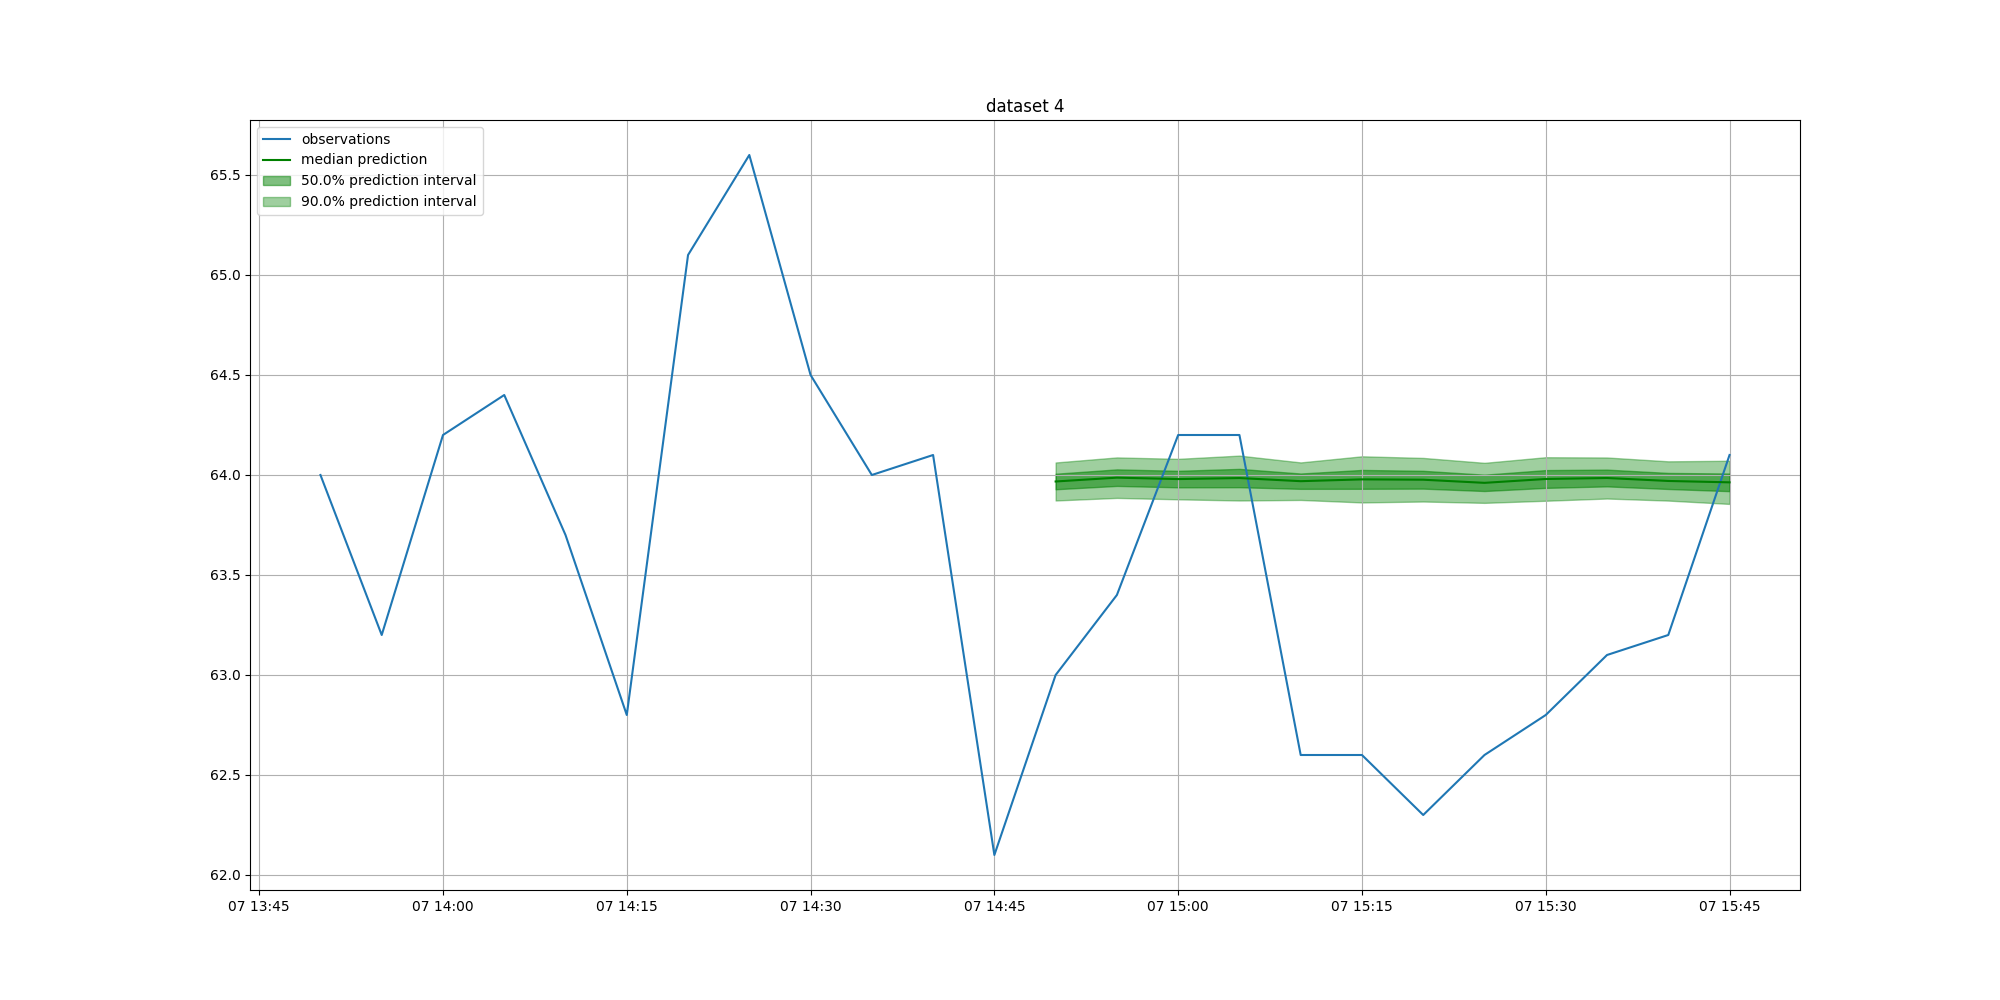 dataset 4
observations
median prediction
50.0% prediction interval
90.0% prediction interval
65.5
65.0
64.5
64.0
63.5
63.0
62.5
62.0
07 13:45 07 14:00 07 14:15 07 14:30 07 14:45 07 15:00 07 15:15 07 15:30 07 15:45